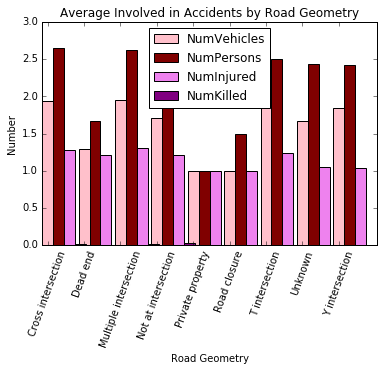 Average Involved in Accidents by Road Geometry
3.0
2.5
2.0
1.5
1.0
0.5
0.0
Number
NumVehicles
NumPersons
NumInjured
NumKilled
Cross intersection
Dead end
Multiple intersection
Not at intersection
Private property
Road closure
T intersection
Unknown
Y intersection
Road Geometry